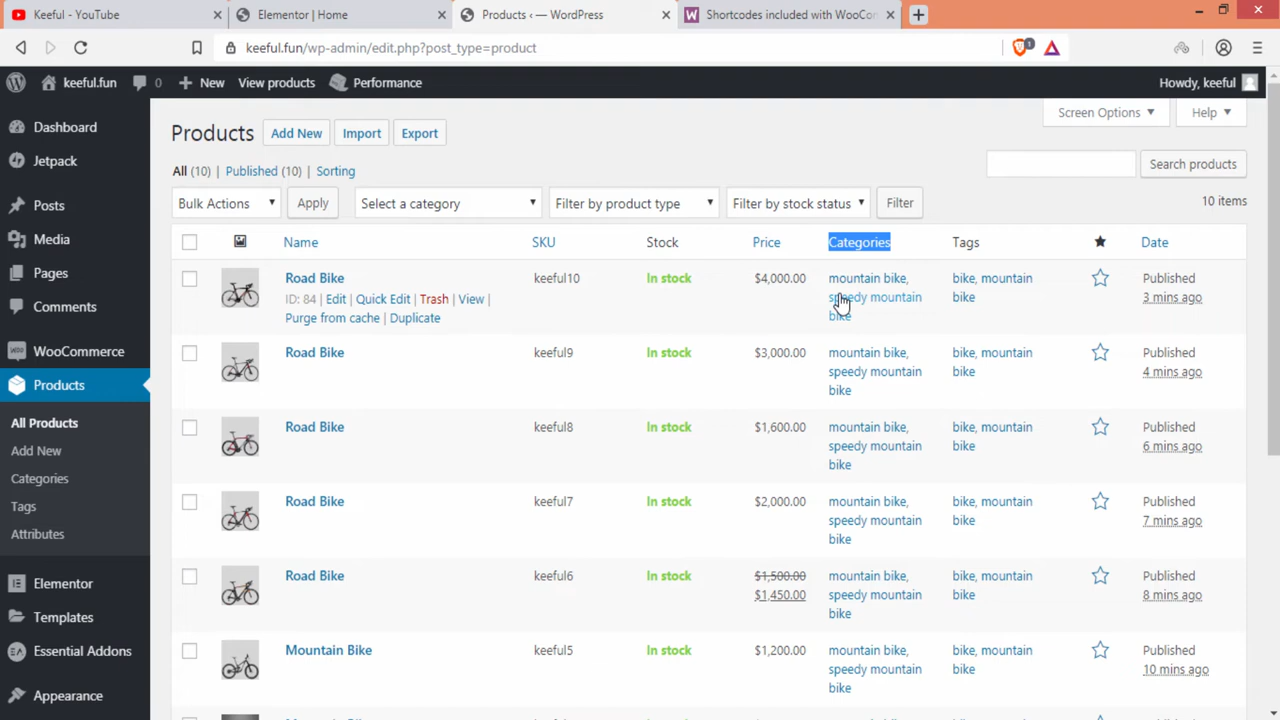 Keeful - YouTube
Elementor | Home
Products ‹ — WordPress
Shortcodes included with WooCom
keeful.fun/wp-admin/edit.php?post_type=product
1
keeful.fun
0
New
View products
Performance
Howdy, keeful
Dashboard
Jetpack
Posts
Media
Pages
Comments
WooCommerce
Products
All Products
Add New
Categories
Tags
Attributes
Elementor
Templates
Essential Addons
Appearance
Screen Options
Help
Products
Add New
Import
Export
All (10) | Published (10) | Sorting
Search products
Bulk Actions
Apply
Select a category
Filter by product type
Filter by stock status
Filter
10 items
Name
SKU
Stock
Price
Categories
Tags
Date
Road Bike
ID: 84 | Edit | Quick Edit | Trash | View |
Purge from cache | Duplicate
keeful10
In stock
$4,000.00
mountain bike,
speedy mountain
bike
bike, mountain
bike
Published
3 mins ago
Road Bike
keeful9
In stock
$3,000.00
mountain bike,
speedy mountain
bike
bike, mountain
bike
Published
4 mins ago
Road Bike
keeful8
In stock
$1,600.00
mountain bike,
speedy mountain
bike
bike, mountain
bike
Published
6 mins ago
Road Bike
keeful7
In stock
$2,000.00
mountain bike,
speedy mountain
bike
bike, mountain
bike
Published
7 mins ago
Road Bike
keeful6
In stock
$1,500.00
$1,450.00
mountain bike,
speedy mountain
bike
bike, mountain
bike
Published
8 mins ago
Mountain Bike
keeful5
In stock
$1,200.00
mountain bike,
speedy mountain
bike
bike, mountain
bike
Published
10 mins ago